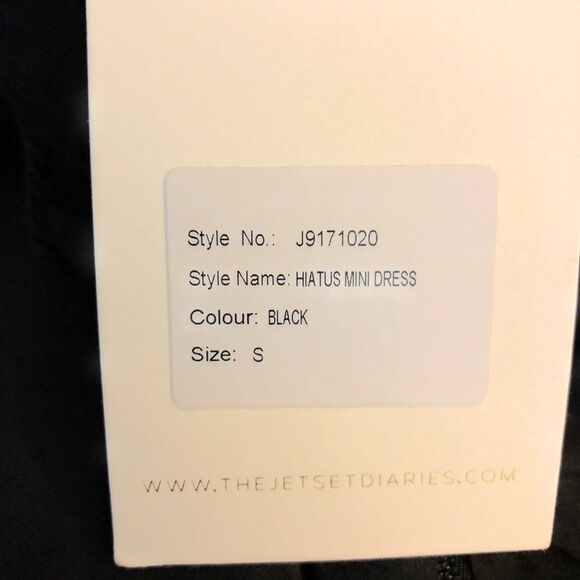 Style No.: J9171020
Style Name: HIATUS MINI DRESS
Colour: BLACK
Size: S
WWW.THEJETSETDIARIES.COM